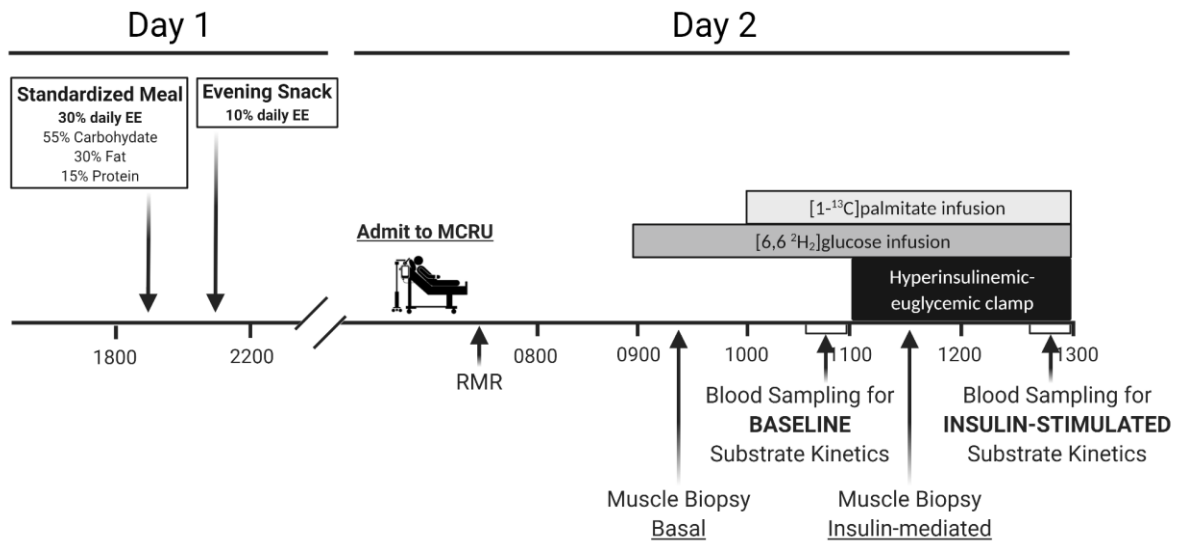 Day 1
Day 2
Standardized Meal
30% daily EE
55% Carbohydate
30% Fat
15% Protein
Evening Snack
10% daily EE
Admit to MCRU
[1-¹³C]palmitate infusion
[6,6 ²H₂]glucose infusion
Hyperinsulinemic-
euglycemic clamp
1800
2200
0800
0900
1000
1100
1200
1300
RMR
Blood Sampling for
BASELINE
Substrate Kinetics
Blood Sampling for
INSULIN-STIMULATED
Substrate Kinetics
Muscle Biopsy
Basal
Muscle Biopsy
Insulin-mediated